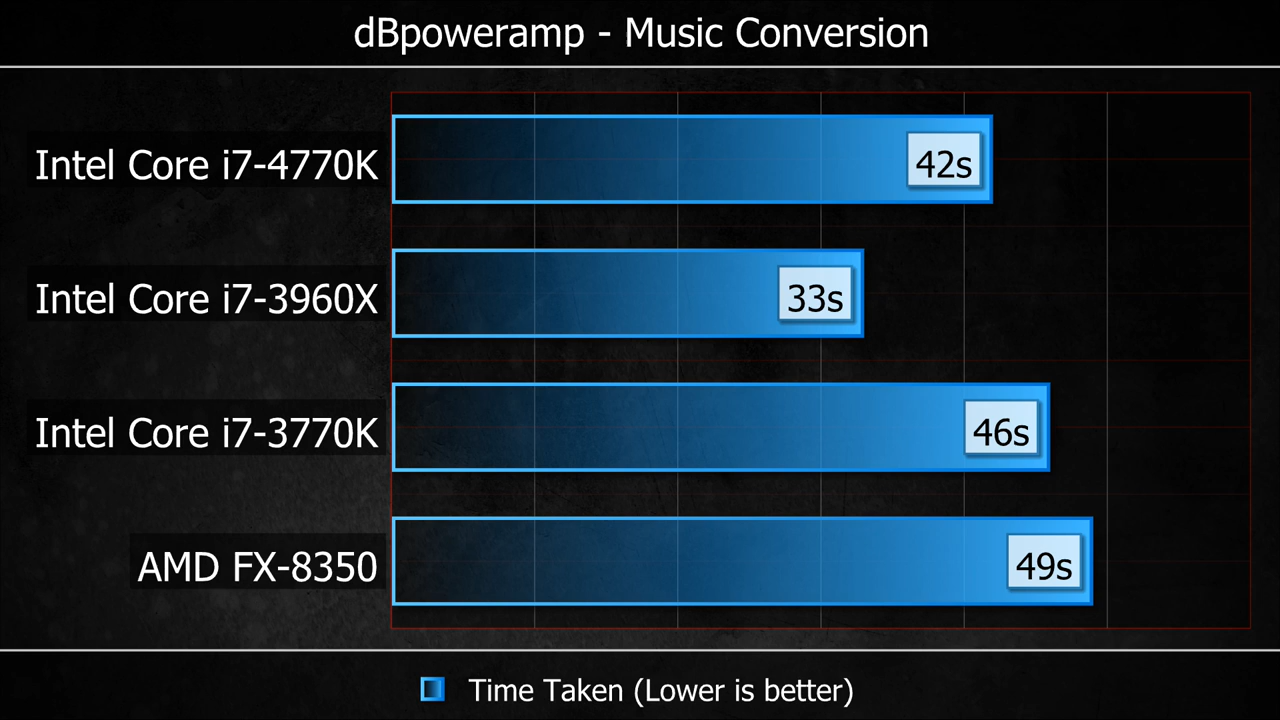 dBpoweramp - Music Conversion
Intel Core i7-4770K
42s
Intel Core i7-3960X
33s
Intel Core i7-3770K
46s
AMD FX-8350
49s
Time Taken (Lower is better)